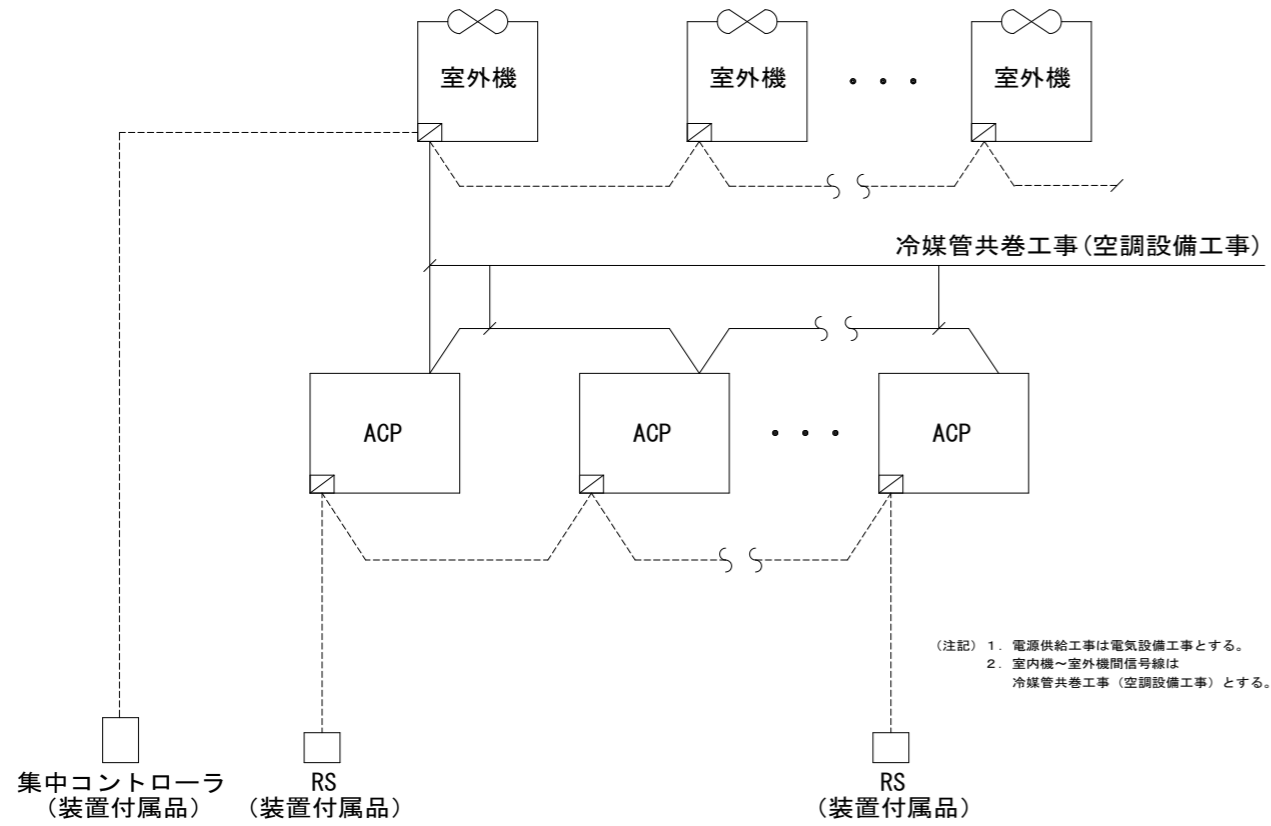 室外機
室外機
・・・
室外機
冷媒管共巻工事(空調設備工事)
ACP
ACP
・・・
ACP
(注記) 1. 電源供給工事は電気設備工事とする。
2. 室内機～室外機間信号線は
冷媒管共巻工事(空調設備工事)とする。
集中コントローラ
(装置付属品)
RS
(装置付属品)
RS
(装置付属品)